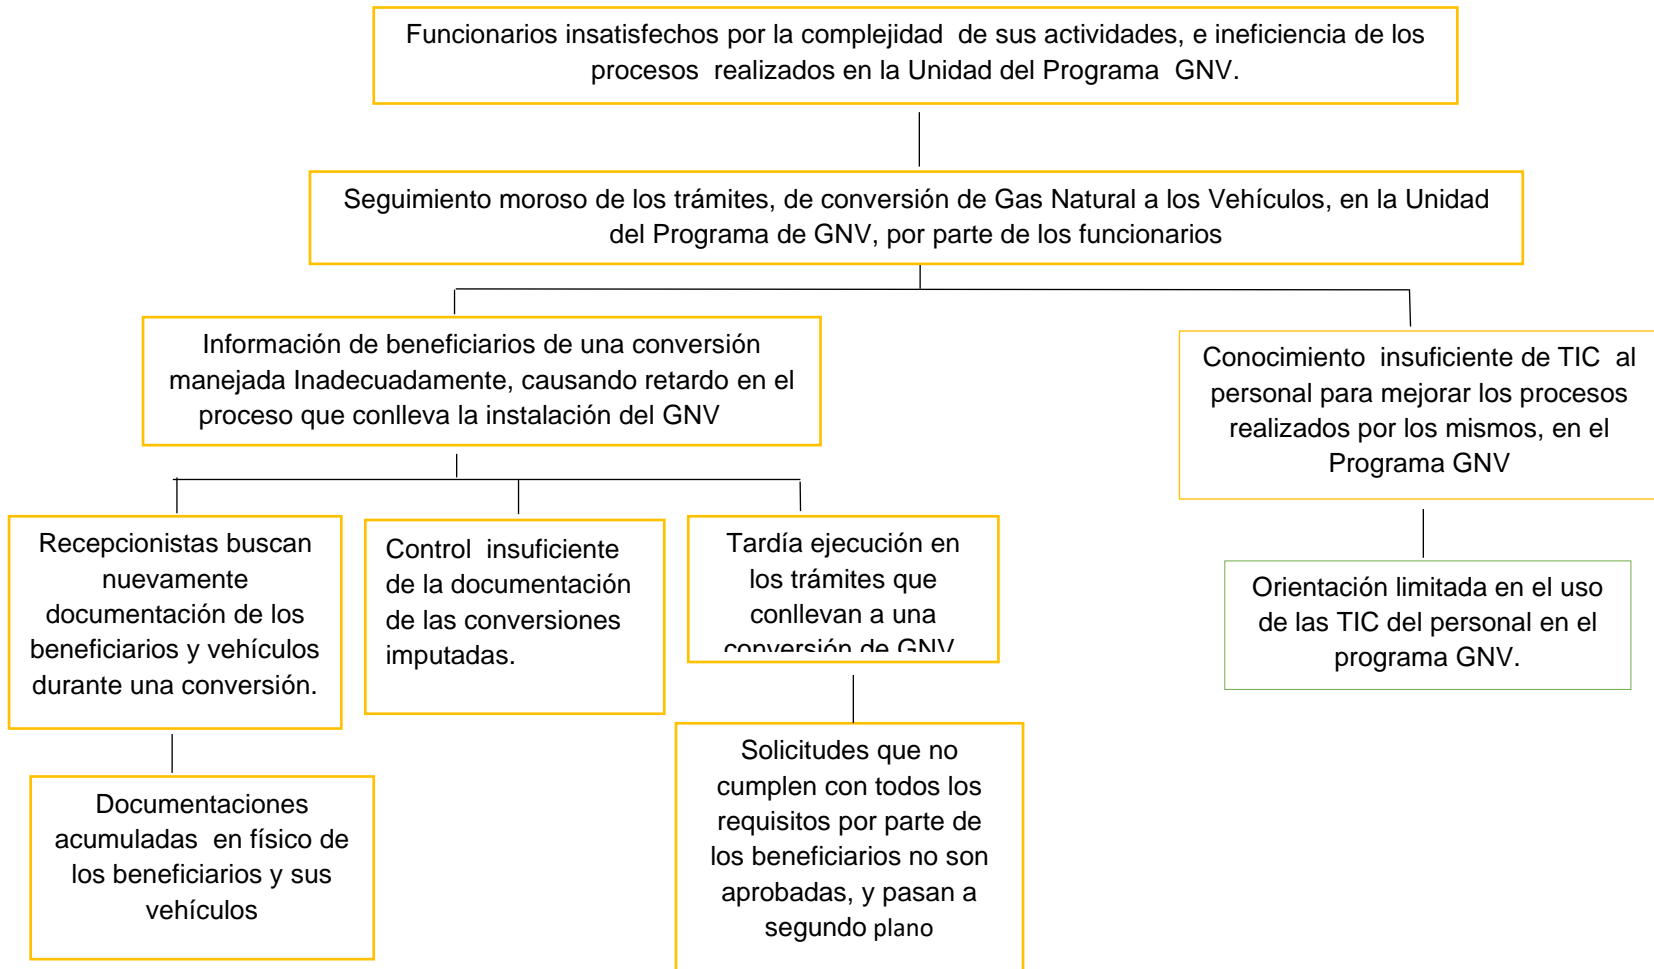 Funcionarios insatisfechos por la complejidad  de sus actividades, e ineficiencia de los
procesos  realizados en la Unidad del Programa  GNV.
Seguimiento moroso de los trámites, de conversión de Gas Natural a los Vehículos, en la Unidad
del Programa de GNV, por parte de los funcionarios
Información de beneficiarios de una conversión
manejada Inadecuadamente, causando retardo en el
proceso que conlleva la instalación del GNV
Conocimiento  insuficiente de TIC  al
personal para mejorar los procesos
realizados por los mismos, en el
Programa GNV
Recepcionistas buscan
nuevamente
documentación de los
beneficiarios y vehículos
durante una conversión.
Control  insuficiente
de la documentación
de las conversiones
imputadas.
Tardía ejecución en
los trámites que
conllevan a una
conversión de GNV
Orientación limitada en el uso
de las TIC del personal en el
programa GNV.
Documentaciones
acumuladas  en físico de
los beneficiarios y sus
vehículos
Solicitudes que no
cumplen con todos los
requisitos por parte de
los beneficiarios no son
aprobadas, y pasan a
segundo plano